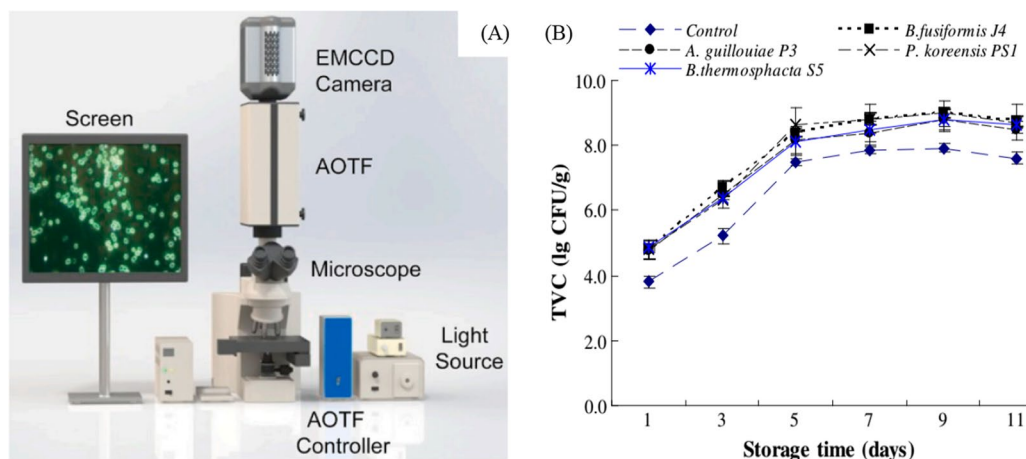 (A)
EMCCD
Camera
Screen
AOTF
Microscope
Light
Source
AOTF
Controller
(B)
Control
B.fusiformis J4
A. guillouiae P3
P. koreensis PS1
B.thermosphacta S5
10.0
8.0
6.0
4.0
2.0
0.0
TVC (lg CFU/g)
1 3 5 7 9 11
Storage time (days)